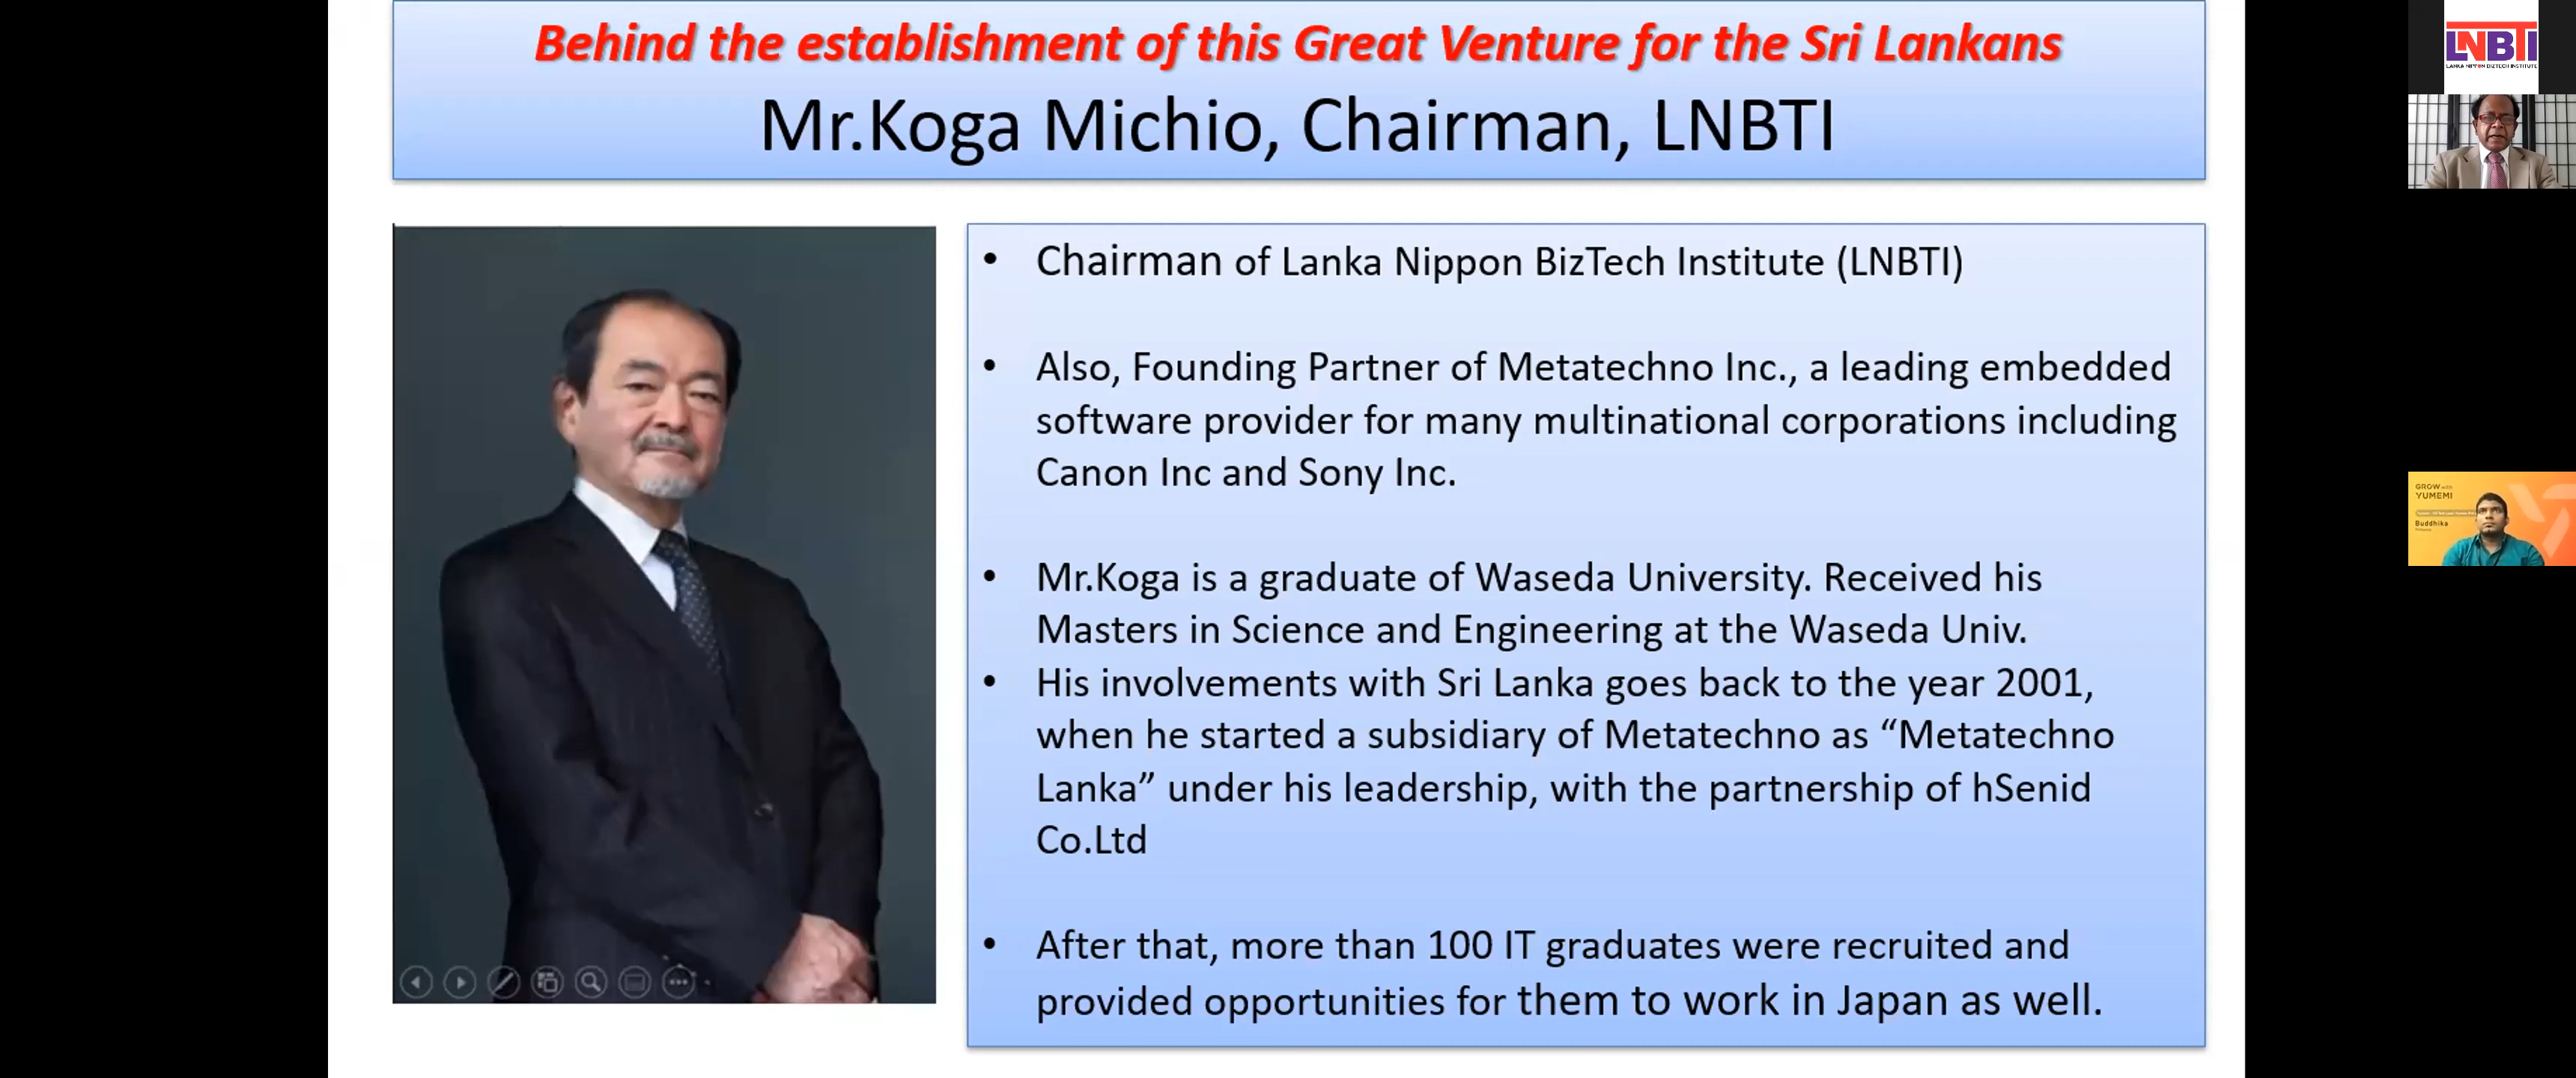 Behind the establishment of this Great Venture for the Sri Lankans
Mr.Koga Michio, Chairman, LNBTI
• Chairman of Lanka Nippon BizTech Institute (LNBTI)
• Also, Founding Partner of Metatechno Inc., a leading embedded
software provider for many multinational corporations including
Canon Inc and Sony Inc.
• Mr.Koga is a graduate of Waseda University. Received his
Masters in Science and Engineering at the Waseda Univ.
• His involvements with Sri Lanka goes back to the year 2001,
when he started a subsidiary of Metatechno as “Metatechno
Lanka” under his leadership, with the partnership of hSenid
Co.Ltd
• After that, more than 100 IT graduates were recruited and
provided opportunities for them to work in Japan as well.
LNBTI
LANKA NIPPON BIZTECH INSTITUTE
GROW with
YUMEMI
Buddhika